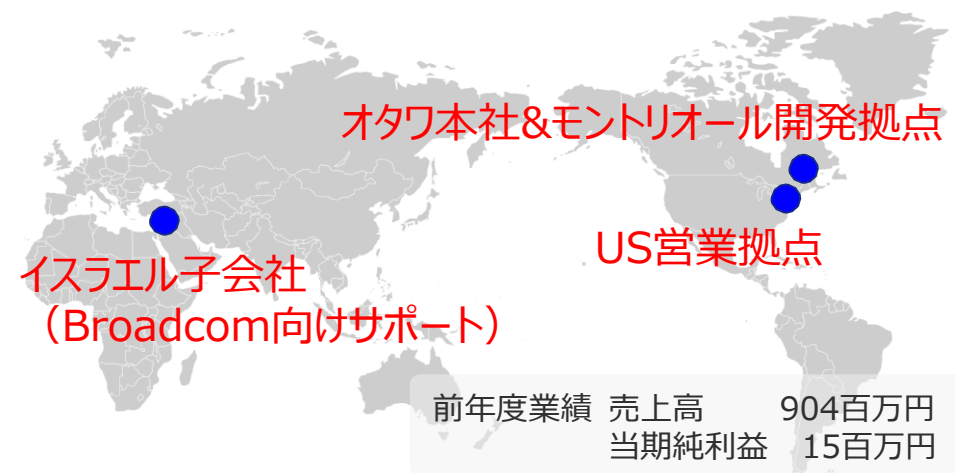 オタワ本社&モントリオール開発拠点
US営業拠点
イスラエル子会社
（Broadcom向けサポート）
前年度業績 売上高 904百万円
当期純利益 15百万円